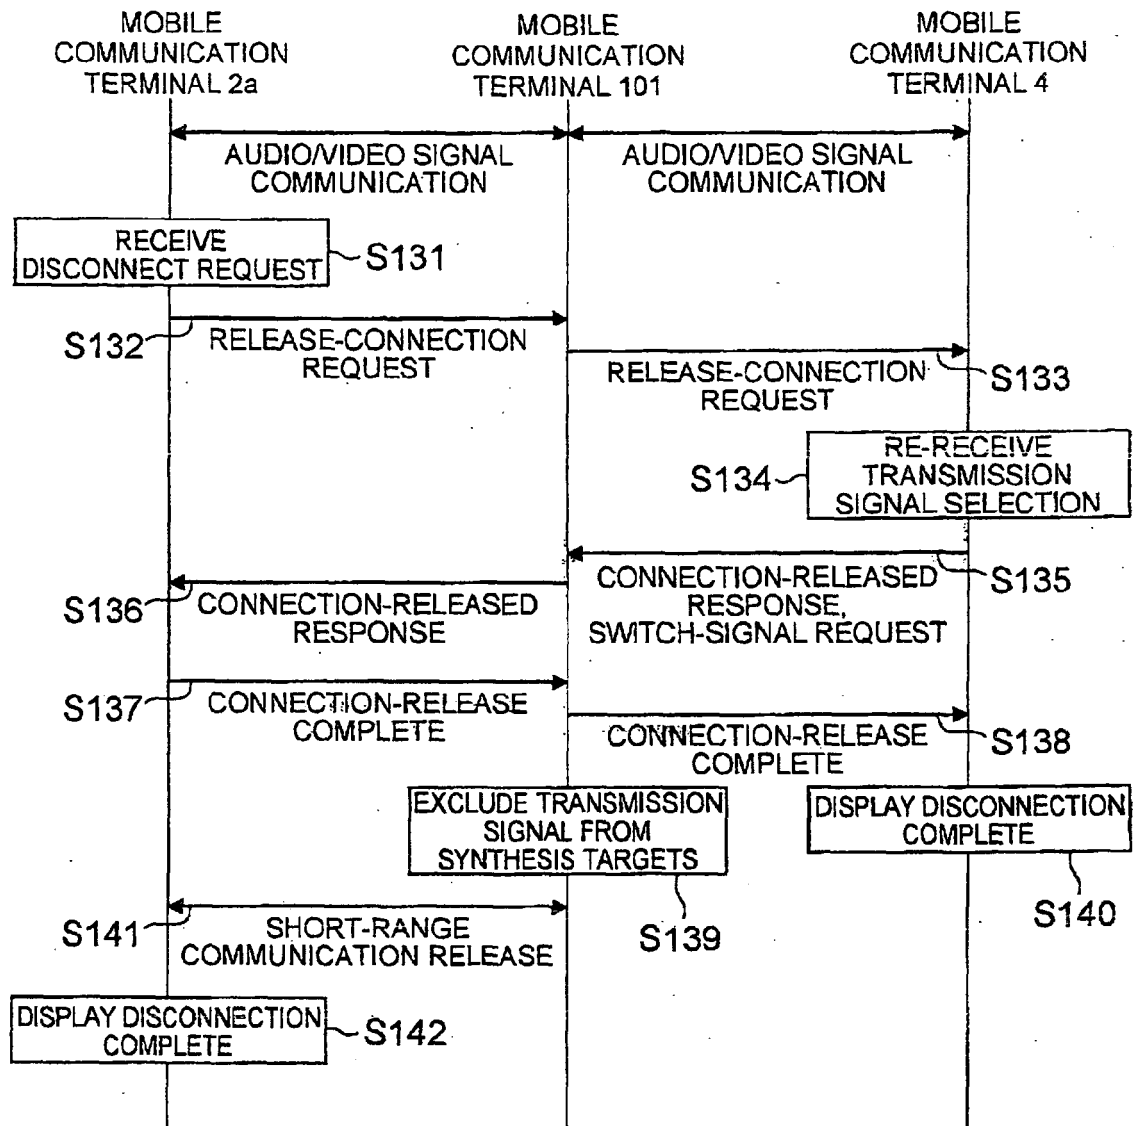 MOBILE
COMMUNICATION
TERMINAL 2a
MOBILE
COMMUNICATION
TERMINAL 101
MOBILE
COMMUNICATION
TERMINAL 4
AUDIO/VIDEO SIGNAL
COMMUNICATION
AUDIO/VIDEO SIGNAL
COMMUNICATION
RECEIVE
DISCONNECT REQUEST
S131
S132
RELEASE-CONNECTION
REQUEST
RELEASE-CONNECTION
REQUEST
S133
RE-RECEIVE
TRANSMISSION
SIGNAL SELECTION
S134
S135
CONNECTION-RELEASED
RESPONSE,
SWITCH-SIGNAL REQUEST
S136
CONNECTION-RELEASED
RESPONSE
S137
CONNECTION-RELEASE
COMPLETE
CONNECTION-RELEASE
COMPLETE
S138
EXCLUDE TRANSMISSION
SIGNAL FROM
SYNTHESIS TARGETS
S139
DISPLAY DISCONNECTION
COMPLETE
S140
S141
SHORT-RANGE
COMMUNICATION RELEASE
DISPLAY DISCONNECTION
COMPLETE
S142